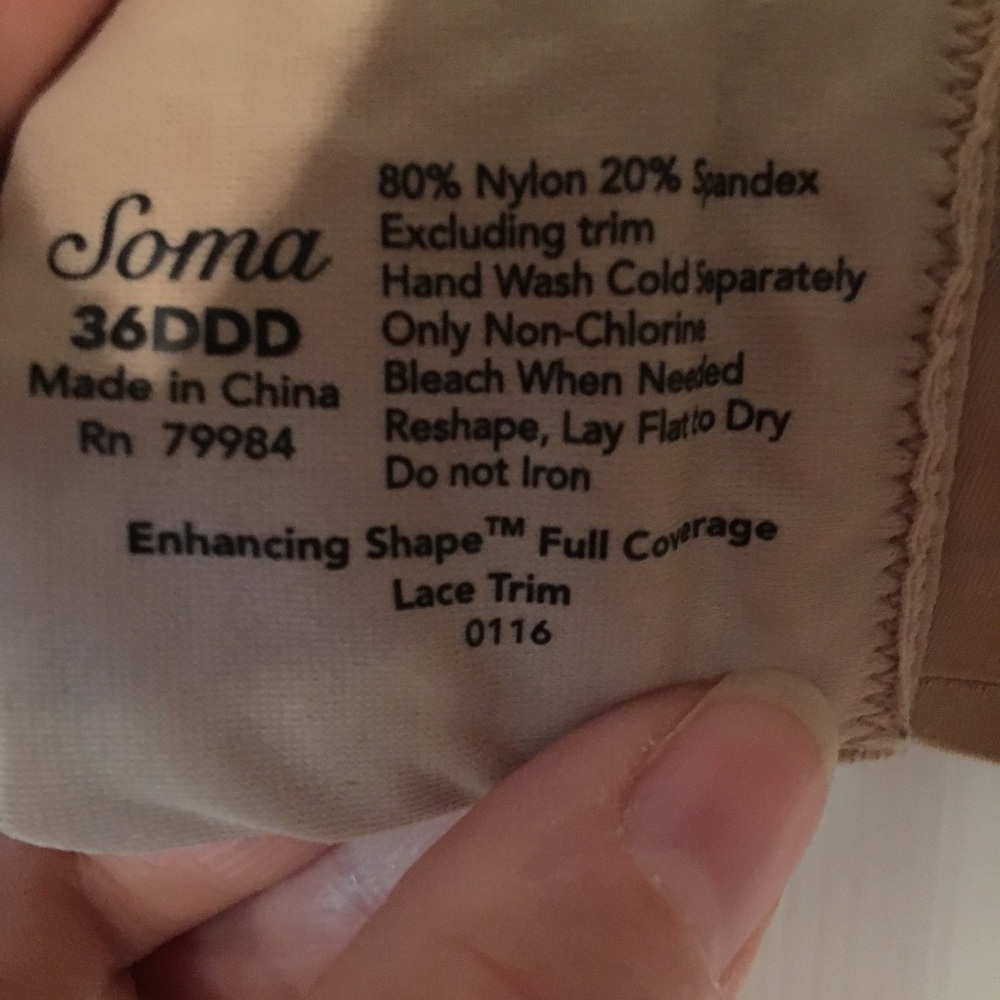 Soma
36DDD
Made in China
Rn 79984
80% Nylon 20% Spandex
Excluding trim
Hand Wash Cold Separately
Only Non-Chlorine
Bleach When Needed
Reshape, Lay Flat to Dry
Do not Iron
Enhancing Shape™ Full Coverage
Lace Trim
0116